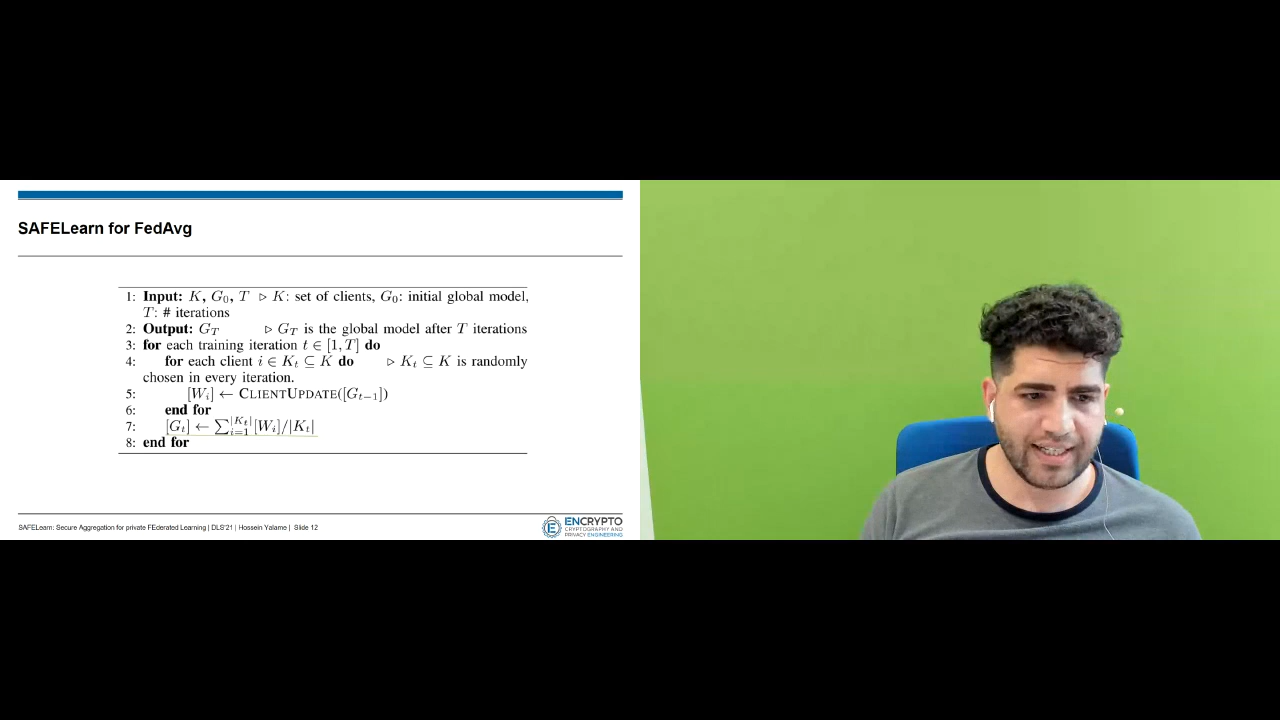 SAFELearn for FedAvg
1: Input: K, G₀, T ▷ K: set of clients, G₀: initial global model,
T: # iterations
2: Output: G_T ▷ G_T is the global model after T iterations
3: for each training iteration t ∈ [1, T] do
4: for each client i ∈ K_t ⊆ K do ▷ K_t ⊆ K is randomly
chosen in every iteration.
5: [W_i] ← CLIENTUPDATE([G_{t−1}])
6: end for
7: [G_t] ← ∑_{i=1}^{|K_t|} [W_i]/|K_t|
8: end for
SAFELearn: Secure Aggregation for private FEderated Learning | DLS'21 | Hossein Yalame | Slide 12
ENCRYPTO
CRYPTOGRAPHY AND
PRIVACY ENGINEERING